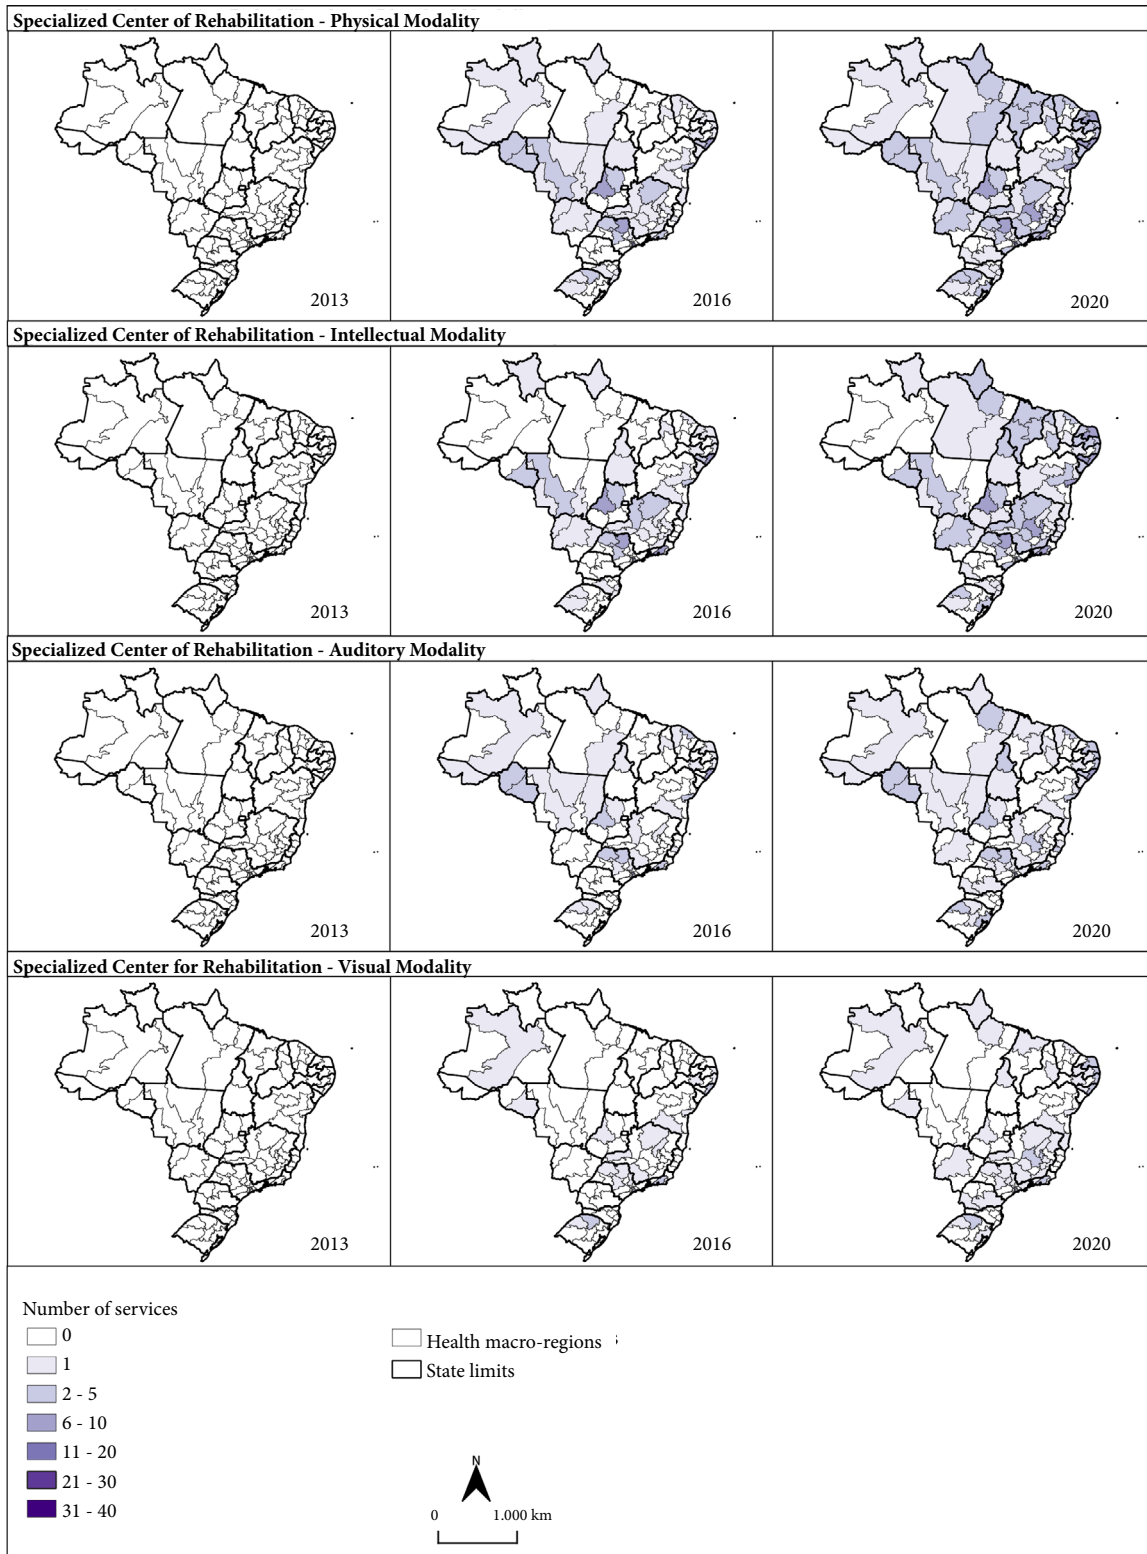 Specialized Center of Rehabilitation - Physical Modality
2013
2016
2020
Specialized Center of Rehabilitation - Intellectual Modality
2013
2016
2020
Specialized Center of Rehabilitation - Auditory Modality
2013
2016
2020
Specialized Center for Rehabilitation - Visual Modality
2013
2016
2020
Number of services
0
1
2 - 5
6 - 10
11 - 20
21 - 30
31 - 40
Health macro-regions
State limits
N
0 1.000 km